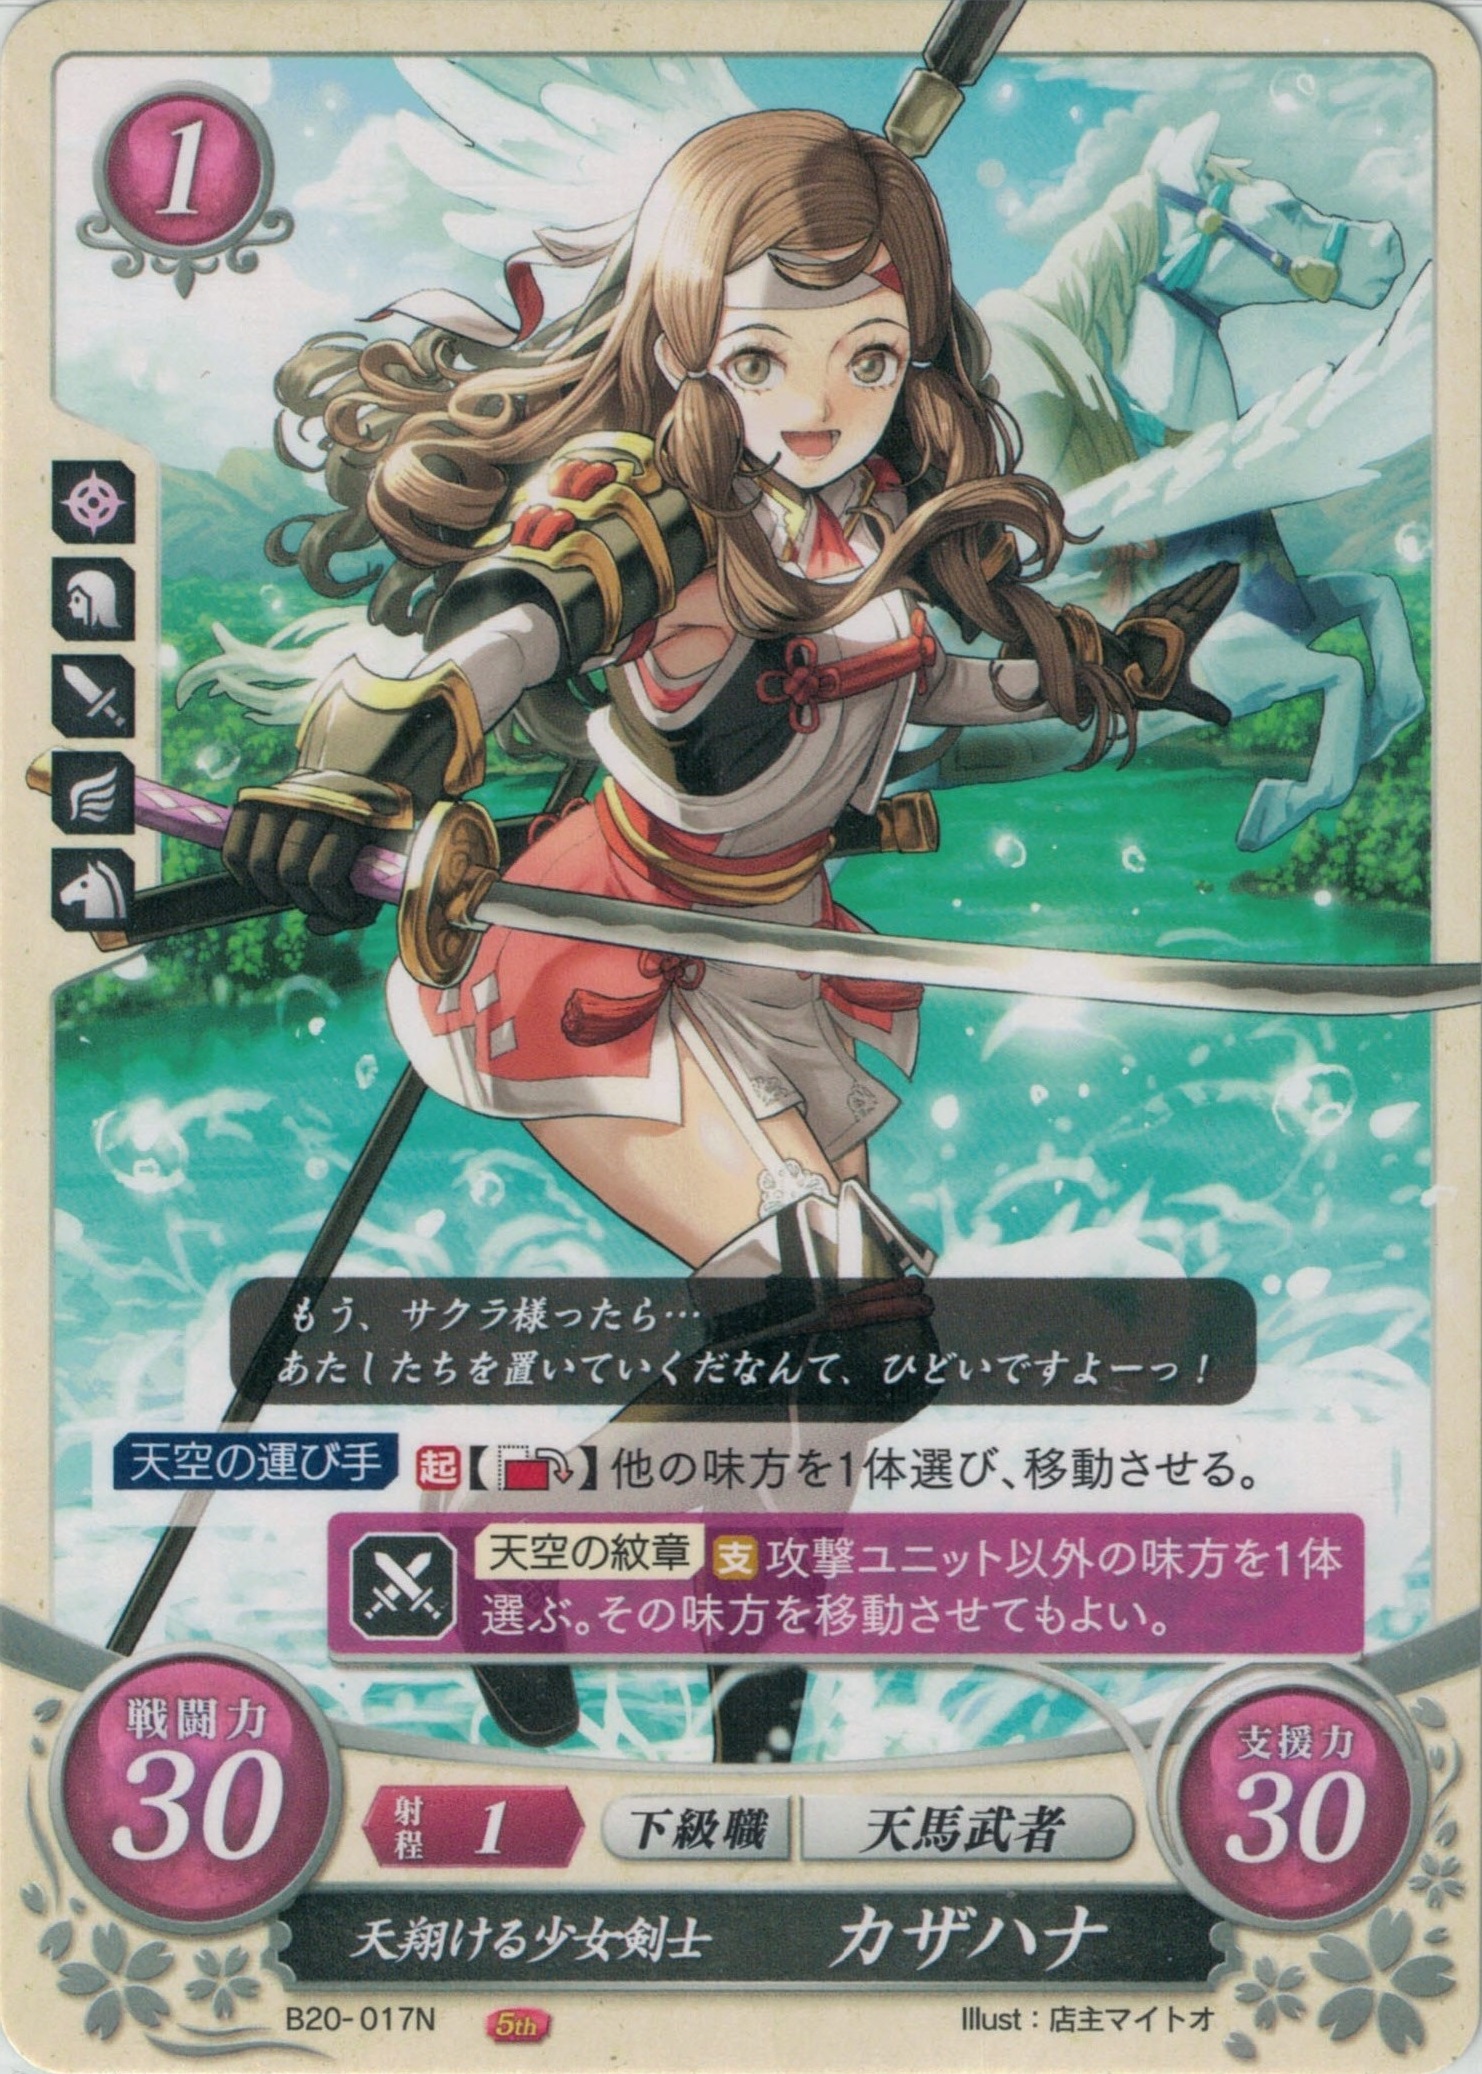 1
もう、サクラ様ったら…
あたしたちを置いていくだなんて、ひどいですよーっ！
天空の運び手 起【 】他の味方を1体選び、移動させる。
天空の紋章 支 攻撃ユニット以外の味方を1体
選ぶ。その味方を移動させてもよい。
戦闘力
30
射程 1
下級職 天馬武者
支援力
30
天翔ける少女剣士 カザハナ
B20-017N 5th Illust：店主マイトオ